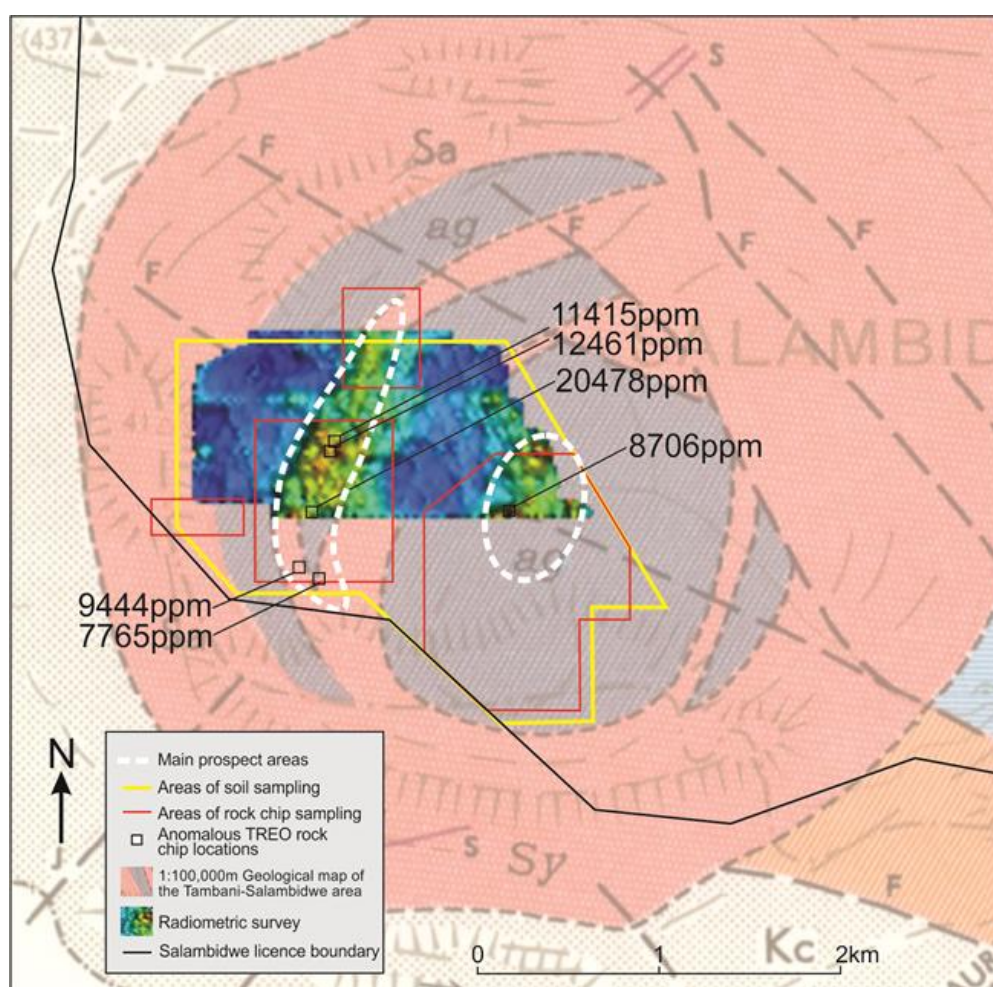 (437)
S
F
Sa
ag
F
F
F
F
11415ppm
12461ppm
ALAMBID
20478ppm
412
8706ppm
ag
9444ppm
7765ppm
N
Main prospect areas
Areas of soil sampling
Areas of rock chip sampling
Anomalous TREO rock
chip locations
1:100,000m Geological map of
the Tambani-Salambidwe area
Radiometric survey
Salambidwe licence boundary
S
Sy
F
Kc
0
1
2km